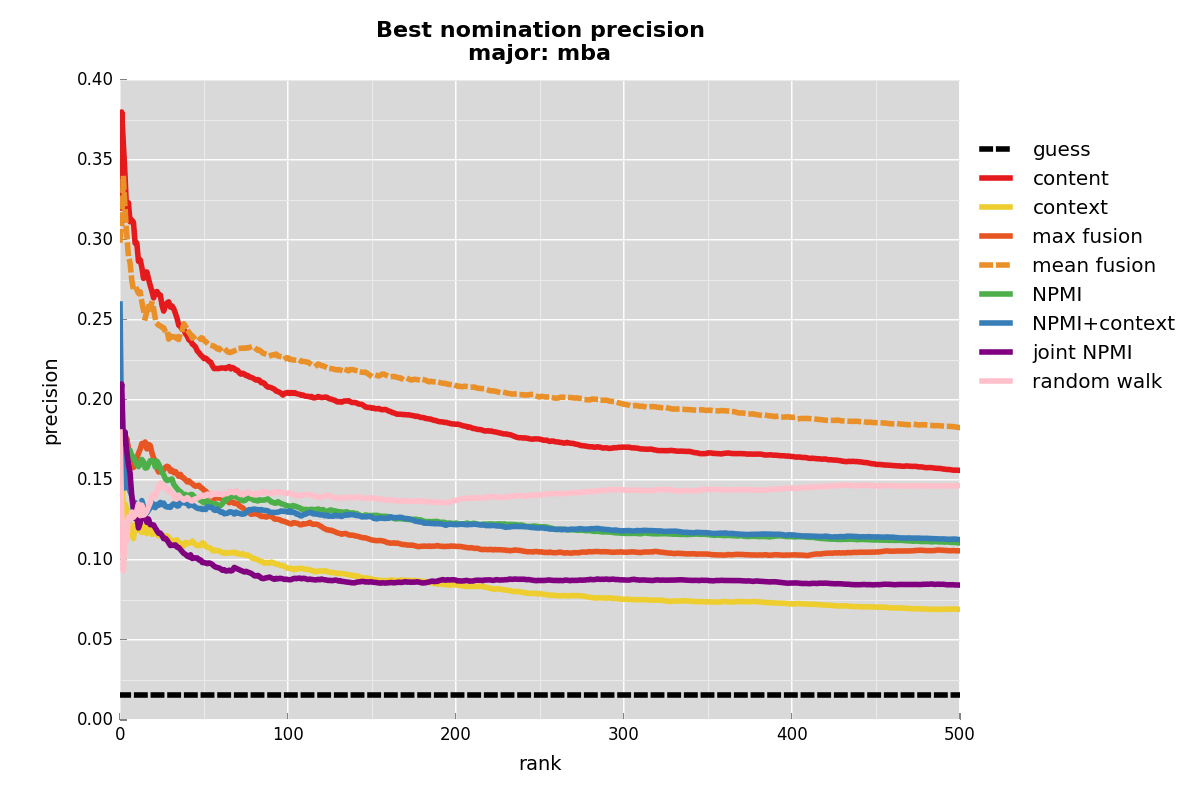 Best nomination precision
major: mba
0.40
0.35
0.30
0.25
0.20
0.15
0.10
0.05
0.00
precision
0 100 200 300 400 500
rank
guess
content
context
max fusion
mean fusion
NPMI
NPMI+context
joint NPMI
random walk